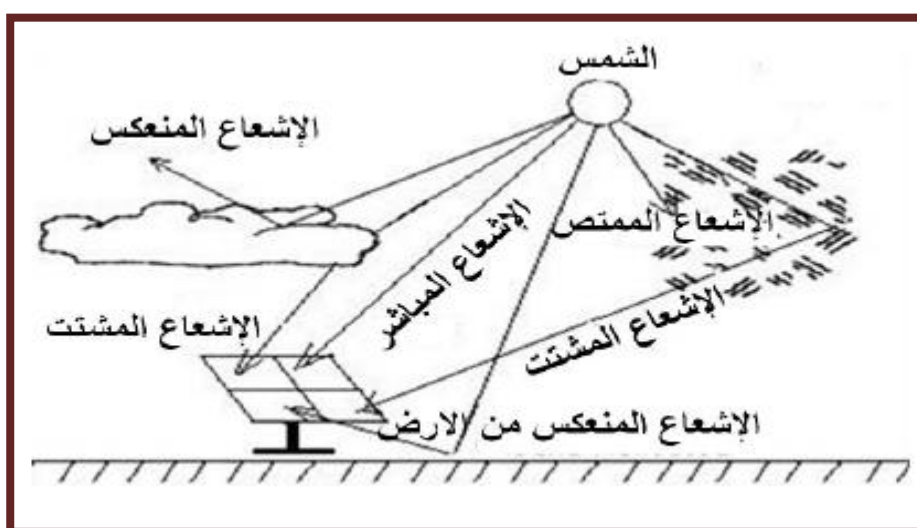 الشمس
الإشعاع المنعكس
الإشعاع الممتص
الإشعاع المباشر
الإشعاع المشتت
الإشعاع المشتت
الإشعاع المنعكس من الارض